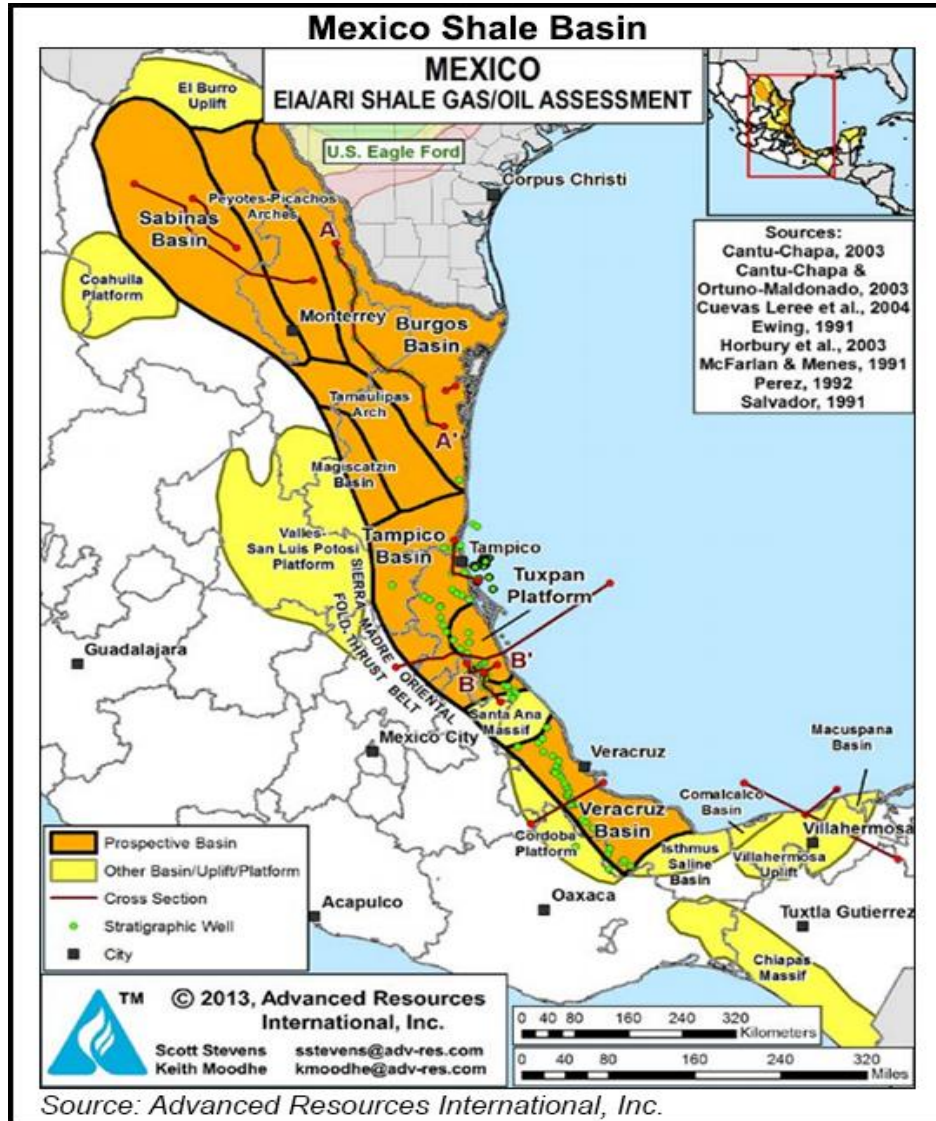 Mexico Shale Basin
MEXICO
EIA/ARI SHALE GAS/OIL ASSESSMENT
El Burro
Uplift
U.S. Eagle Ford
Corpus Christi
Peyotes-Picachos
Arches
Sabinas
Basin
A
Coahuila
Platform
Monterrey
Burgos
Basin
Tamaulipas
Arch
A'
Magiscatzin
Basin
Sources:
Cantu-Chapa, 2003
Cantu-Chapa &
Ortuno-Maldonado, 2003
Cuevas Leree et al., 2004
Ewing, 1991
Horbury et al., 2003
McFarlan & Menes, 1991
Perez, 1992
Salvador, 1991
Valles-
San Luis Potosi
Platform
Tampico
Basin
Tampico
Tuxpan
Platform
SIERRA MADRE ORIENTAL
FOLD-THRUST BELT
Guadalajara
B
B'
Santa Ana
Massif
Mexico City
Veracruz
Macuspana
Basin
Comalcalco
Basin
Veracruz
Basin
Cordoba
Platform
Isthmus
Saline
Basin
Villahermosa
Villahermosa
Uplift
Oaxaca
Acapulco
Tuxtla Gutierrez
Chiapas
Massif
Prospective Basin
Other Basin/Uplift/Platform
Cross Section
Stratigraphic Well
City
TM
© 2013, Advanced Resources
International, Inc.
Scott Stevens sstevens@adv-res.com
Keith Moodhe kmoodhe@adv-res.com
0 40 80 160 240 320
Kilometers
0 40 80 160 240 320
Miles
Source: Advanced Resources International, Inc.